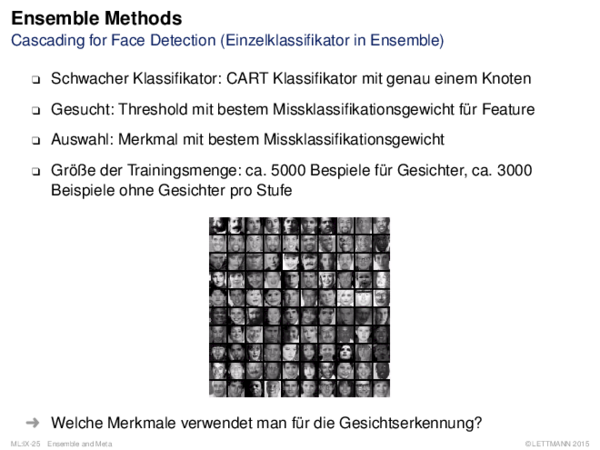 Ensemble Methods
Cascading for Face Detection (Einzelklassifikator in Ensemble)
❑ Schwacher Klassifikator: CART Klassifikator mit genau einem Knoten
❑ Gesucht: Threshold mit bestem Missklassifikationsgewicht für Feature
❑ Auswahl: Merkmal mit bestem Missklassifikationsgewicht
❑ Größe der Trainingsmenge: ca. 5000 Bespiele für Gesichter, ca. 3000
Beispiele ohne Gesichter pro Stufe
➜ Welche Merkmale verwendet man für die Gesichtserkennung?
ML:IX-25 Ensemble and Meta
©LETTMANN 2015